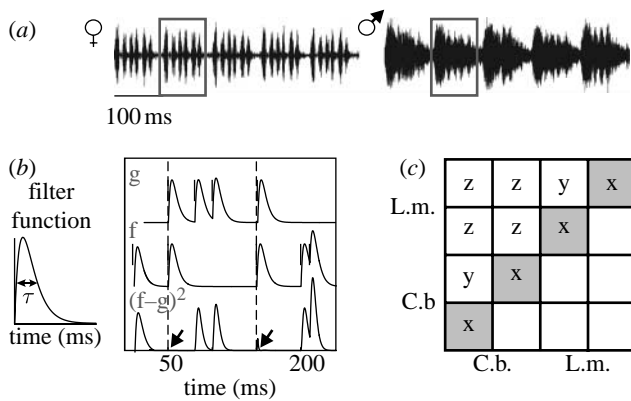 (a) ♀ ♂
100 ms
(b) (c)
filter
function
τ
time (ms)
g
f
(f–g)²
50 200
time (ms)
z z y x
L.m.
z z x
y x
C.b
x
C.b. L.m.